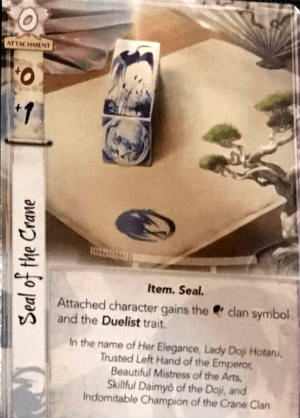 0
ATTACHMENT
+0
+1
Seal of the Crane
Item. Seal.
Attached character gains the clan symbol
and the Duelist trait.
In the name of Her Elegance, Lady Doji Hotaru,
Trusted Left Hand of the Emperor,
Beautiful Mistress of the Arts,
Skillful Daimyō of the Doji, and
Indomitable Champion of the Crane Clan